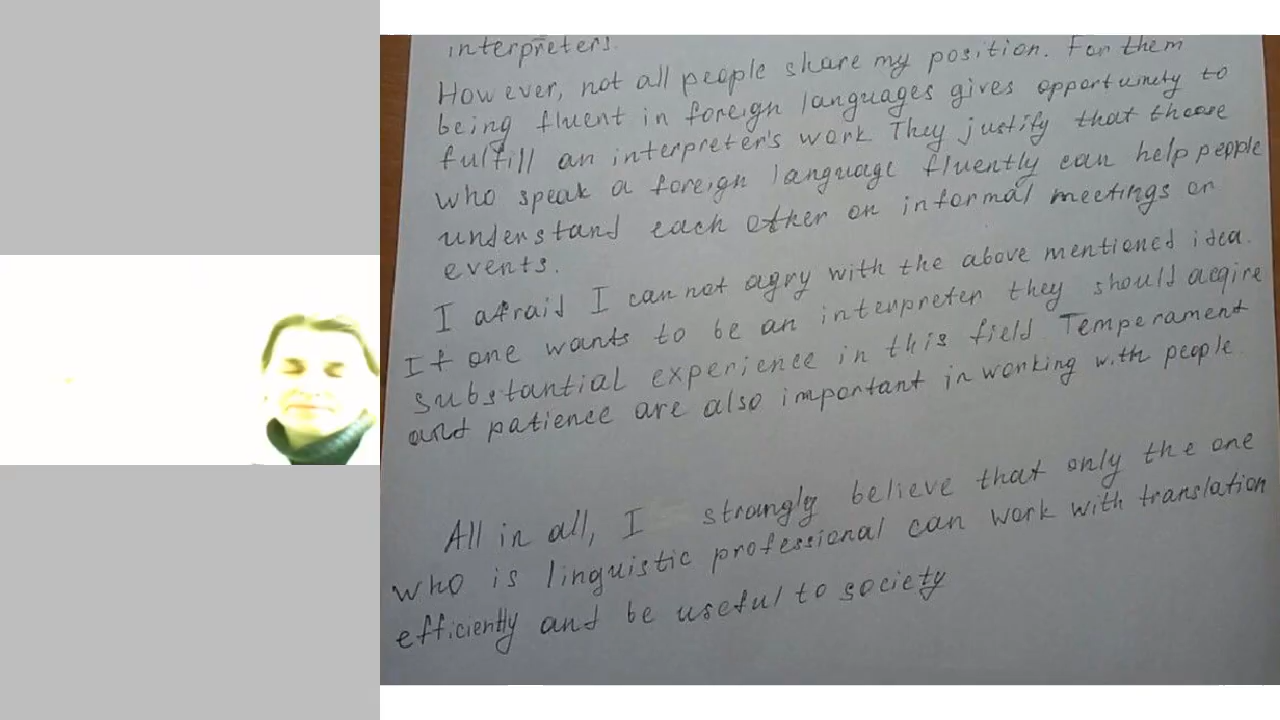 interpreters.
However, not all people share my position. For them
being fluent in foreign languages gives opportunity to
fulfill an interpreter's work They justify that those
who speak a foreign language fluently can help people
understand each other on informal meetings or
events.
I afraid I can not agry with the above mentioned idea.
If one wants to be an interpreter they should acqire
substantial experience in this field. Temperament
and patience are also important in working with people
All in all, I strongly believe that only the one
who is linguistic professional can work with translation
efficiently and be useful to society